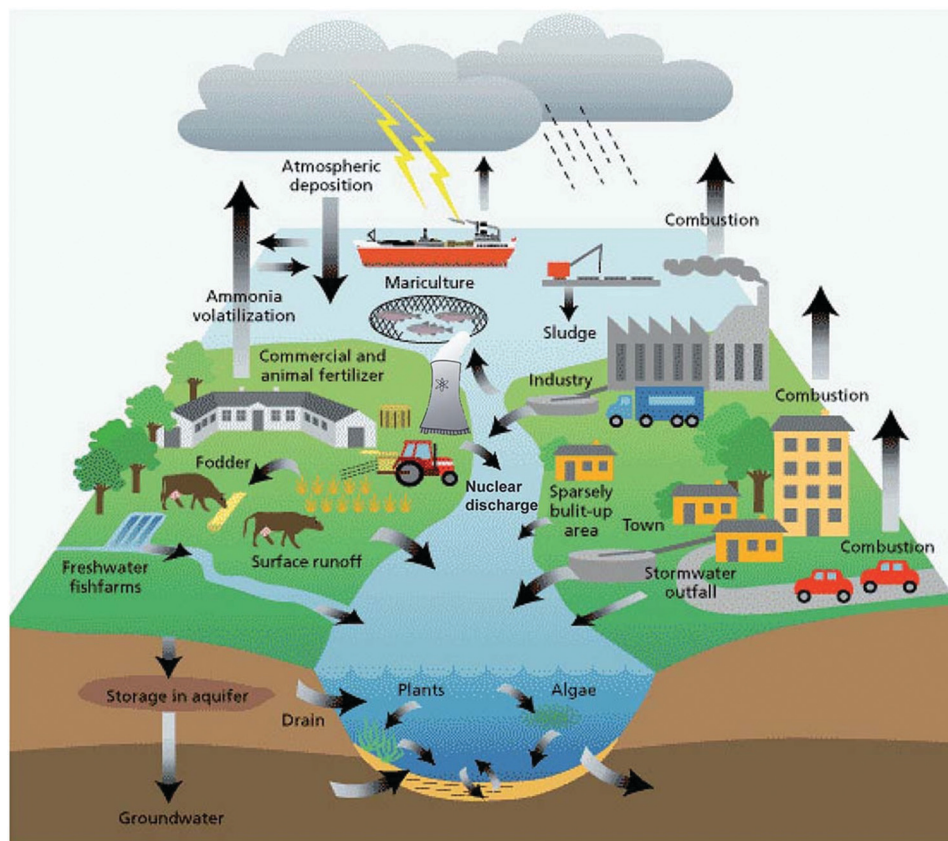 Atmospheric
deposition
Combustion
Mariculture
Ammonia
volatilization
Sludge
Commercial and
animal fertilizer
Industry
Combustion
Fodder
Nuclear
discharge
Sparsely
bulit-up
area
Town
Combustion
Surface runoff
Freshwater
fishfarms
Stormwater
outfall
Storage in aquifer
Plants
Algae
Drain
Groundwater